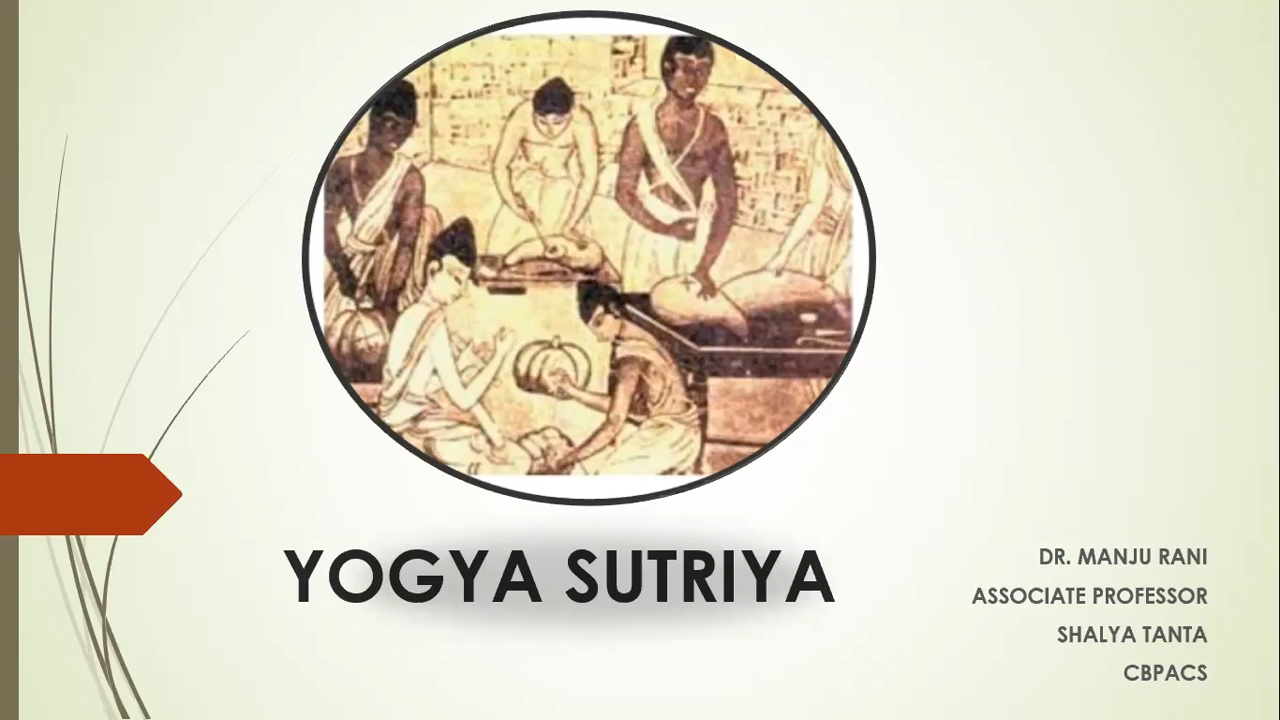 YOGYA SUTRIYA
DR. MANJU RANI
ASSOCIATE PROFESSOR
SHALYA TANTA
CBPACS